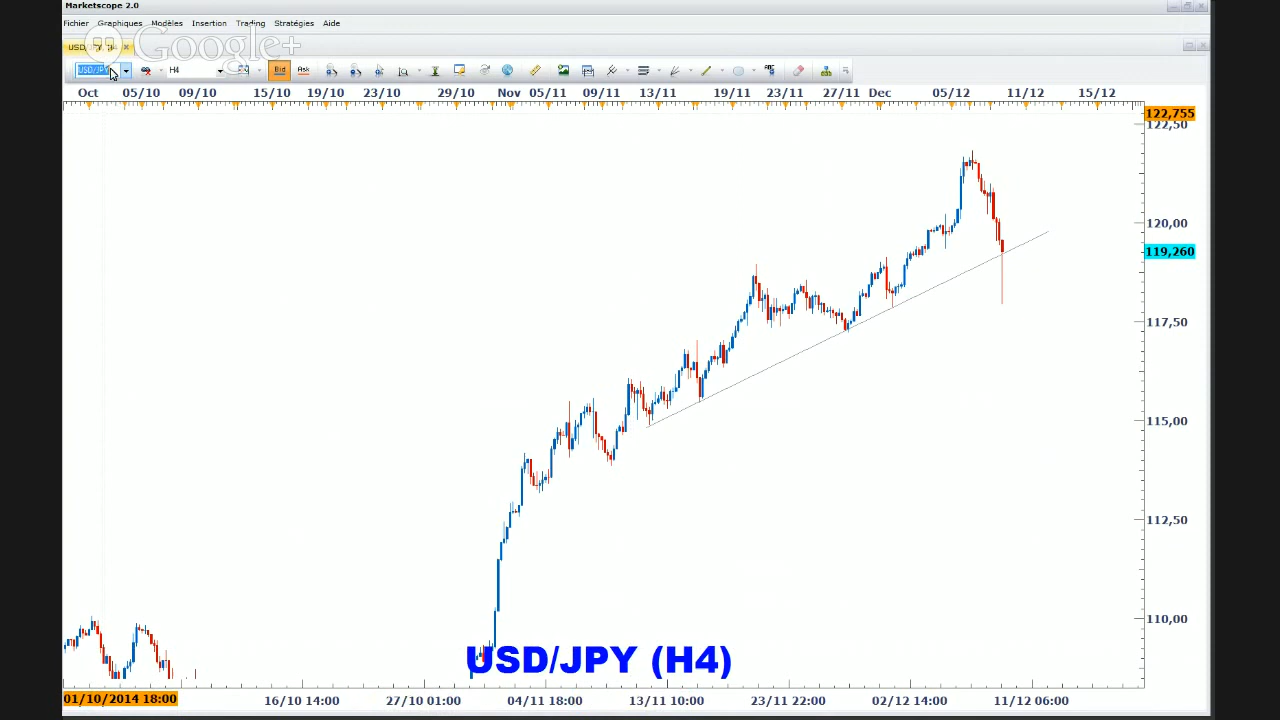 Marketscope 2.0
Fichier Graphiques Modèles Insertion Trading Stratégies Aide
Google+
USD/JPY H4 Bid Ask
Oct 05/10 15/10 19/10 23/10 29/10 Nov 05/11 09/11 13/11 19/11 23/11 27/11 Dec 05/12 11/12 15/12
122,755
122,50
120,00
119,260
117,50
115,00
112,50
110,00
USD/JPY (H4)
01/10/2014 18:00 16/10 14:00 27/10 01:00 04/11 18:00 13/11 10:00 23/11 22:00 02/12 14:00 11/12 06:00